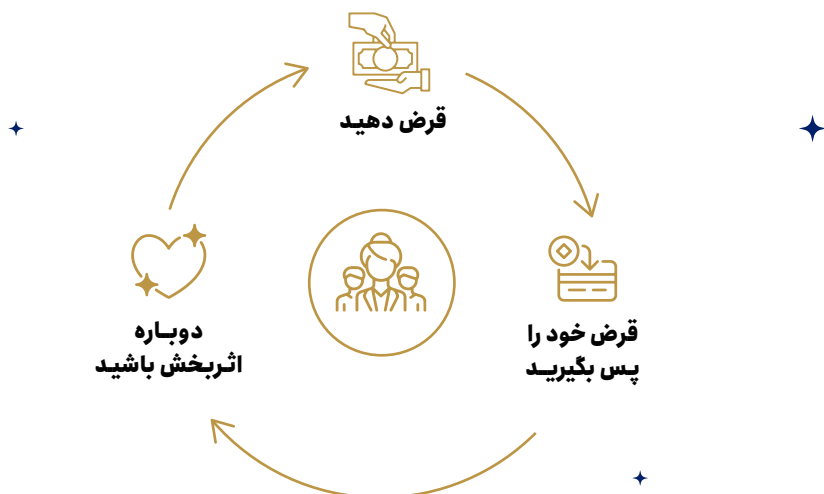 قرض دهید
قرض خود را
پس بگیرید
دوباره
اثربخش باشید